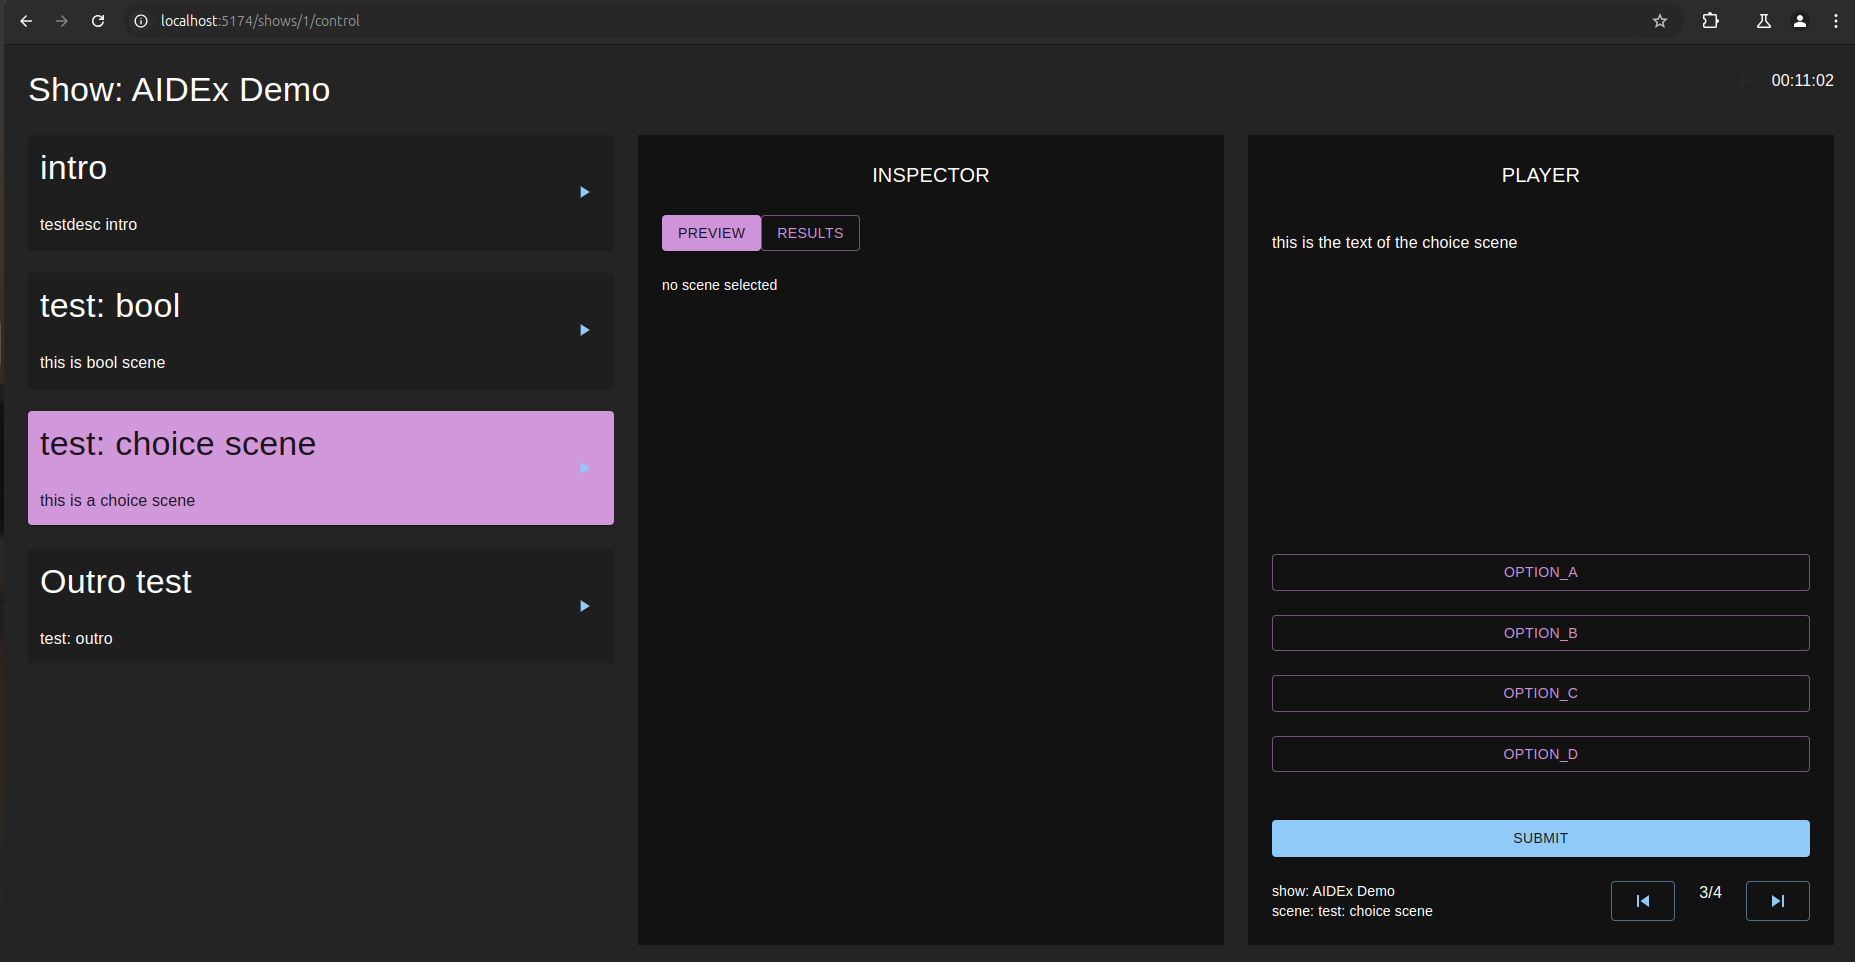 localhost:5174/shows/1/control
Show: AIDEx Demo
00:11:02
intro
testdesc intro
test: bool
this is bool scene
test: choice scene
this is a choice scene
Outro test
test: outro
INSPECTOR
PREVIEW
RESULTS
no scene selected
PLAYER
this is the text of the choice scene
OPTION_A
OPTION_B
OPTION_C
OPTION_D
SUBMIT
show: AIDEx Demo
scene: test: choice scene
3/4